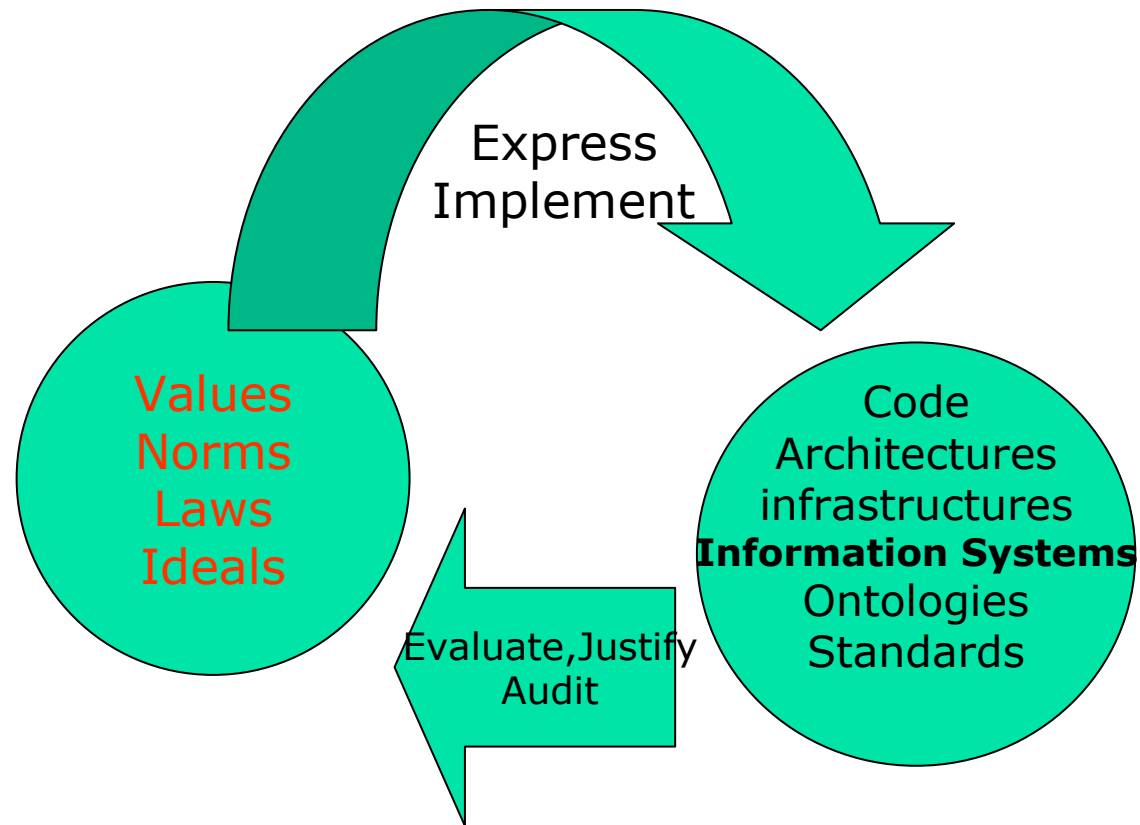 Express
Implement
Values
Norms
Laws
Ideals
Code
Architectures
infrastructures
Information Systems
Ontologies
Standards
Evaluate,Justify
Audit